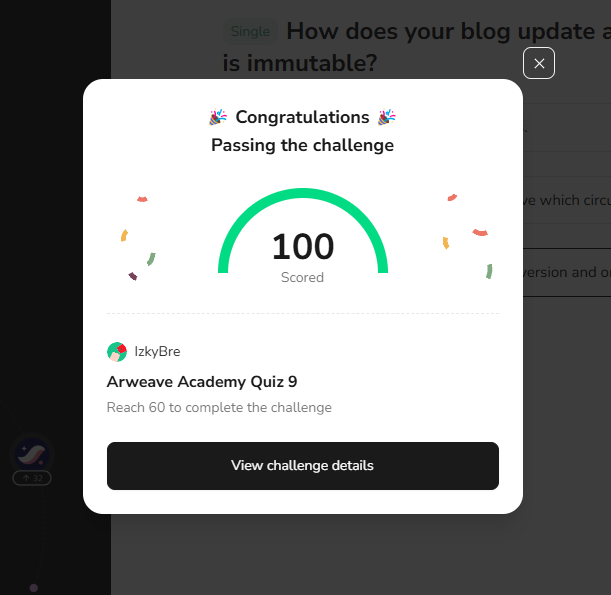 Single How does your blog update a
is immutable?
🎉 Congratulations 🎉
Passing the challenge
ve which circu
100
Scored
ersion and o
IzkyBre
Arweave Academy Quiz 9
Reach 60 to complete the challenge
View challenge details
32